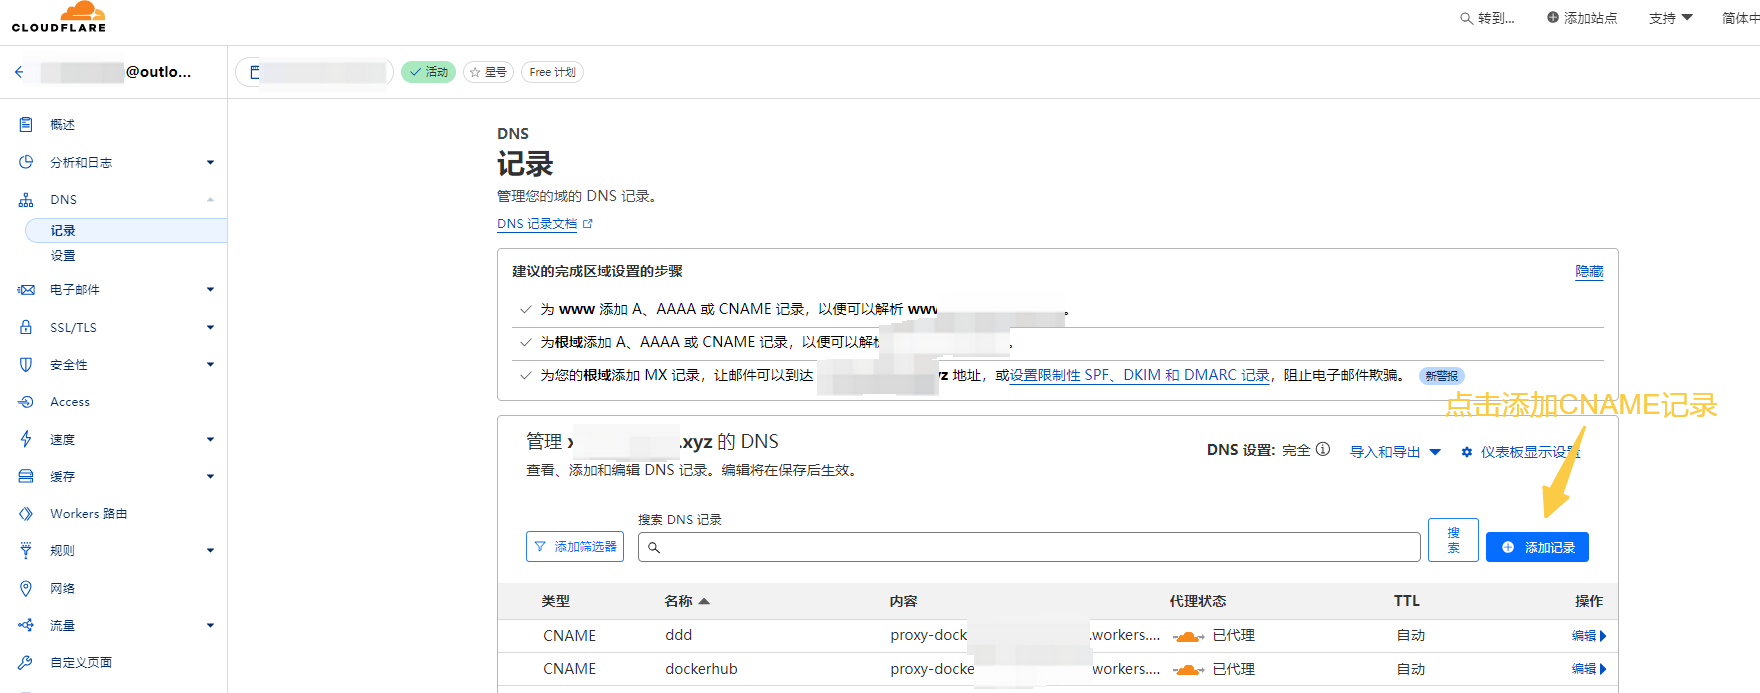 CLOUDFLARE
转到...
添加站点
支持
简体中
@outlo...
活动
星号
Free 计划
概述
分析和日志
DNS
记录
设置
电子邮件
SSL/TLS
安全性
Access
速度
缓存
Workers 路由
规则
网络
流量
自定义页面
DNS
记录
管理您的域的 DNS 记录。
DNS 记录文档
建议的完成区域设置的步骤
隐藏
为 www 添加 A、AAAA 或 CNAME 记录，以便可以解析 www 。
为根域添加 A、AAAA 或 CNAME 记录，以便可以解析 。
为您的根域添加 MX 记录，让邮件可以到达 yz 地址，或设置限制性 SPF、DKIM 和 DMARC 记录，阻止电子邮件欺骗。 新警报
点击添加CNAME记录
管理 x .xyz 的 DNS
查看、添加和编辑 DNS 记录。编辑将在保存后生效。
DNS 设置: 完全
导入和导出
仪表板显示设置
搜索 DNS 记录
添加筛选器
搜
索
添加记录
类型 名称 内容 代理状态 TTL 操作
CNAME ddd proxy-dock .workers.... 已代理 自动 编辑
CNAME dockerhub proxy-docke workers.... 已代理 自动 编辑